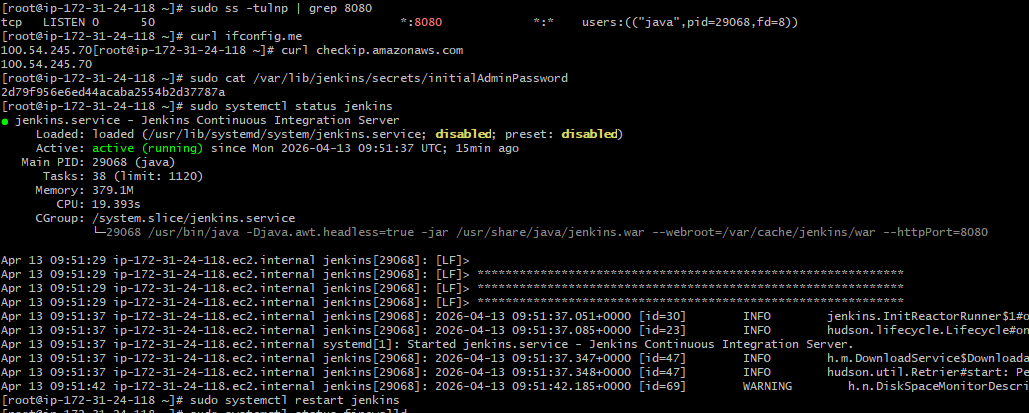 [root@ip-172-31-24-118 ~]# sudo ss -tulnp | grep 8080
tcp LISTEN 0 50 *:8080 *:* users:(("java",pid=29068,fd=8))
[root@ip-172-31-24-118 ~]# curl ifconfig.me
100.54.245.70[root@ip-172-31-24-118 ~]# curl checkip.amazonaws.com
100.54.245.70
[root@ip-172-31-24-118 ~]# sudo cat /var/lib/jenkins/secrets/initialAdminPassword
2d79f956e6ed44acaba2554b2d37787a
[root@ip-172-31-24-118 ~]# sudo systemctl status jenkins
● jenkins.service - Jenkins Continuous Integration Server
Loaded: loaded (/usr/lib/systemd/system/jenkins.service; disabled; preset: disabled)
Active: active (running) since Mon 2026-04-13 09:51:37 UTC; 15min ago
Main PID: 29068 (java)
Tasks: 38 (limit: 1120)
Memory: 379.1M
CPU: 19.393s
CGroup: /system.slice/jenkins.service
└─29068 /usr/bin/java -Djava.awt.headless=true -jar /usr/share/java/jenkins.war --webroot=/var/cache/jenkins/war --httpPort=8080
Apr 13 09:51:29 ip-172-31-24-118.ec2.internal jenkins[29068]: [LF]>
Apr 13 09:51:29 ip-172-31-24-118.ec2.internal jenkins[29068]: [LF]> *************************************************************
Apr 13 09:51:29 ip-172-31-24-118.ec2.internal jenkins[29068]: [LF]> *************************************************************
Apr 13 09:51:29 ip-172-31-24-118.ec2.internal jenkins[29068]: [LF]> *************************************************************
Apr 13 09:51:37 ip-172-31-24-118.ec2.internal jenkins[29068]: 2026-04-13 09:51:37.051+0000 [id=30] INFO jenkins.InitReactorRunner$1#o
Apr 13 09:51:37 ip-172-31-24-118.ec2.internal jenkins[29068]: 2026-04-13 09:51:37.085+0000 [id=23] INFO hudson.lifecycle.Lifecycle#on
Apr 13 09:51:37 ip-172-31-24-118.ec2.internal systemd[1]: Started jenkins.service - Jenkins Continuous Integration Server.
Apr 13 09:51:37 ip-172-31-24-118.ec2.internal jenkins[29068]: 2026-04-13 09:51:37.347+0000 [id=47] INFO h.m.DownloadService$Downloada
Apr 13 09:51:37 ip-172-31-24-118.ec2.internal jenkins[29068]: 2026-04-13 09:51:37.348+0000 [id=47] INFO hudson.util.Retrier#start: Pe
Apr 13 09:51:42 ip-172-31-24-118.ec2.internal jenkins[29068]: 2026-04-13 09:51:42.185+0000 [id=69] WARNING h.n.DiskSpaceMonitorDescri
[root@ip-172-31-24-118 ~]# sudo systemctl restart jenkins
[root@ip-172-31-24-118 ~]# sudo systemctl status firewalld